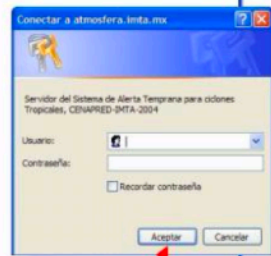 Conectar a atmosfera.imta.mx
Servidor del Sistema de Alerta Temprana para ciclones
Tropicales, CENAPRED-IMTA-2004
Usuario:
Contraseña:
Recordar contraseña
Aceptar
Cancelar